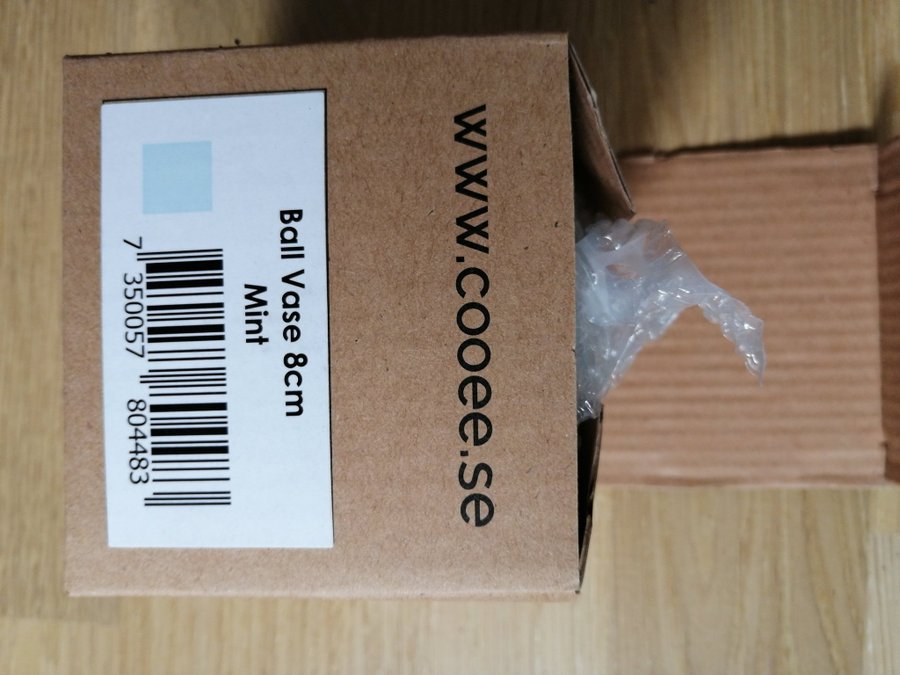 www.cooee.se
Ball Vase 8cm
Mint
7 350057 804483